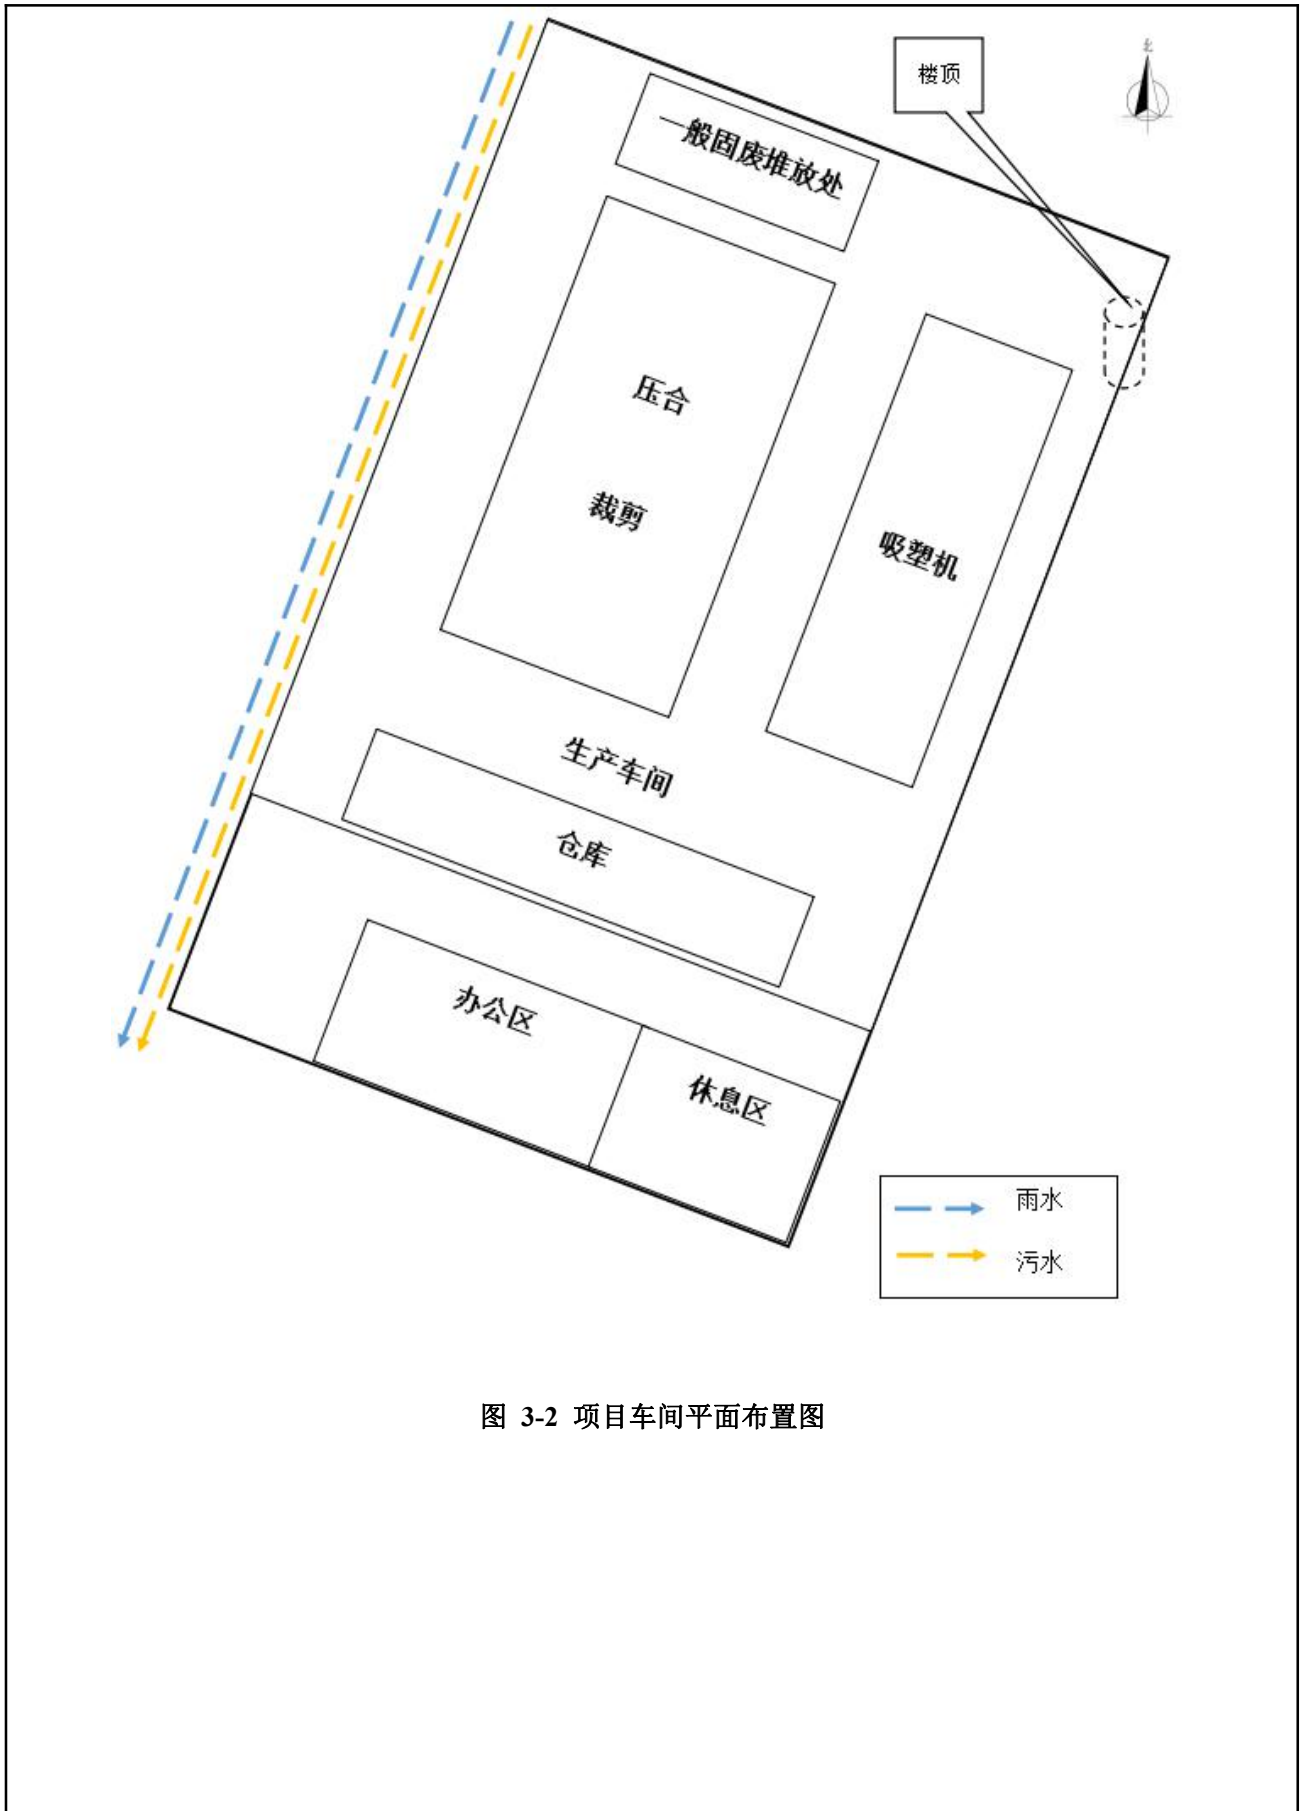 北
楼顶
一般固废堆放处
压合
裁剪
吸塑机
生产车间
仓库
办公区
休息区
雨水
污水
图 3-2 项目车间平面布置图